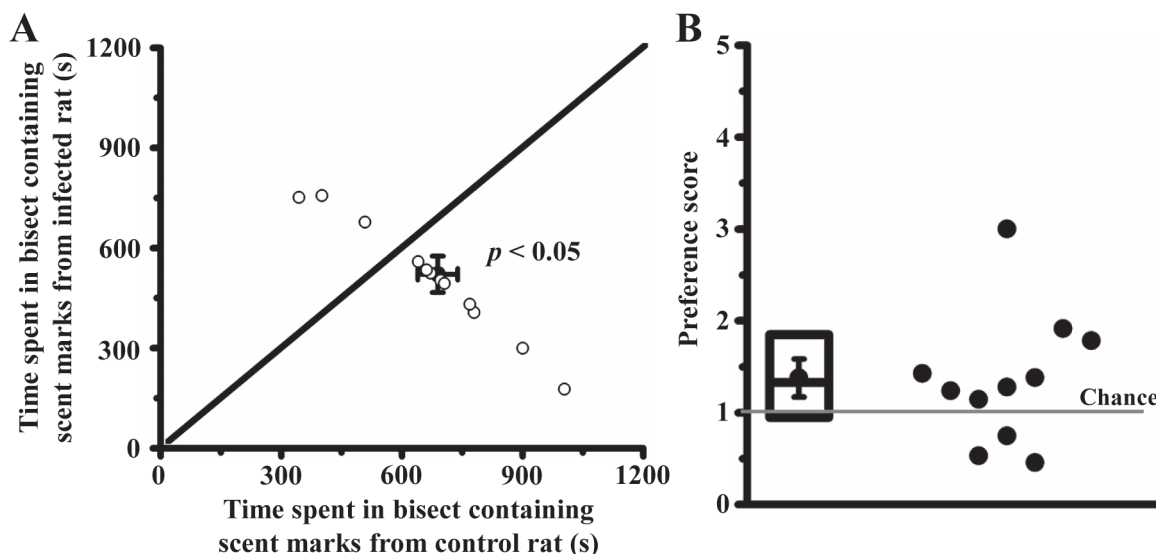 A
Time spent in bisect containing
scent marks from infected rat (s)
1200
900
600
300
0
p < 0.05
0
300
600
900
1200
Time spent in bisect containing
scent marks from control rat (s)
B
Preference score
5
4
3
2
1
0
Chance